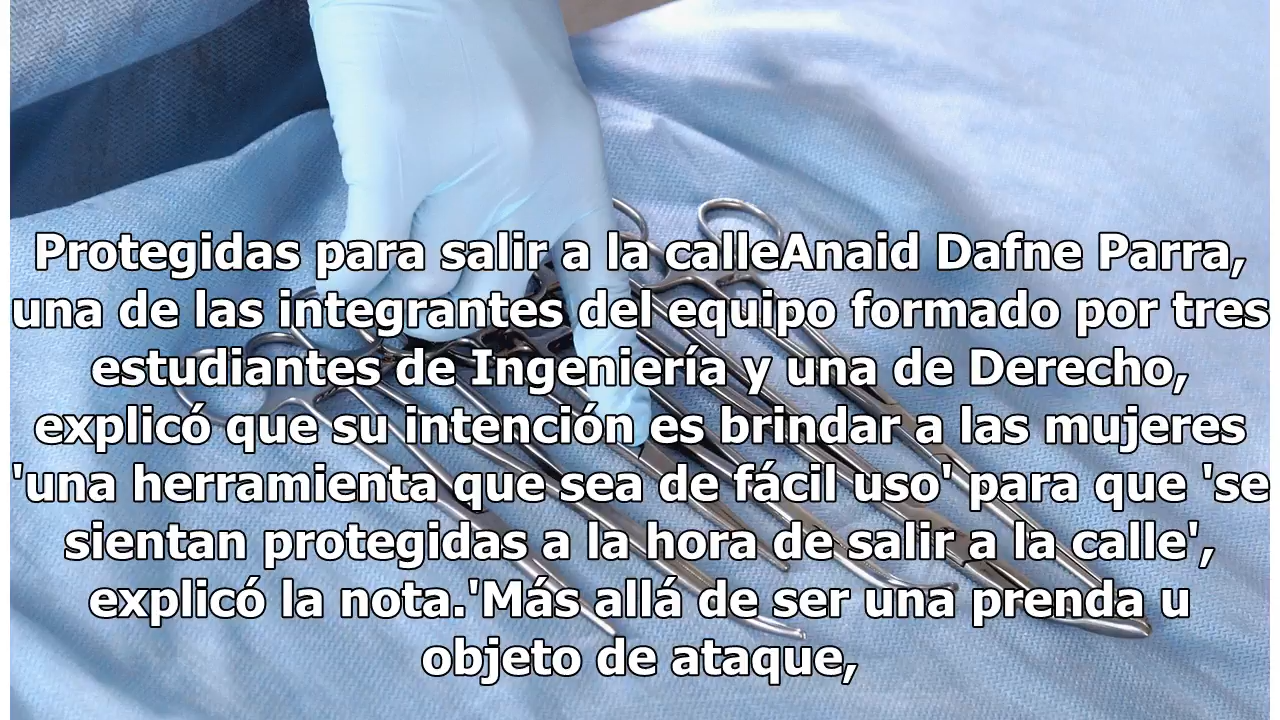 Protegidas para salir a la calleAnaid Dafne Parra,
una de las integrantes del equipo formado por tres
estudiantes de Ingeniería y una de Derecho,
explicó que su intención es brindar a las mujeres
'una herramienta que sea de fácil uso' para que 'se
sientan protegidas a la hora de salir a la calle',
explicó la nota.'Más allá de ser una prenda u
objeto de ataque,